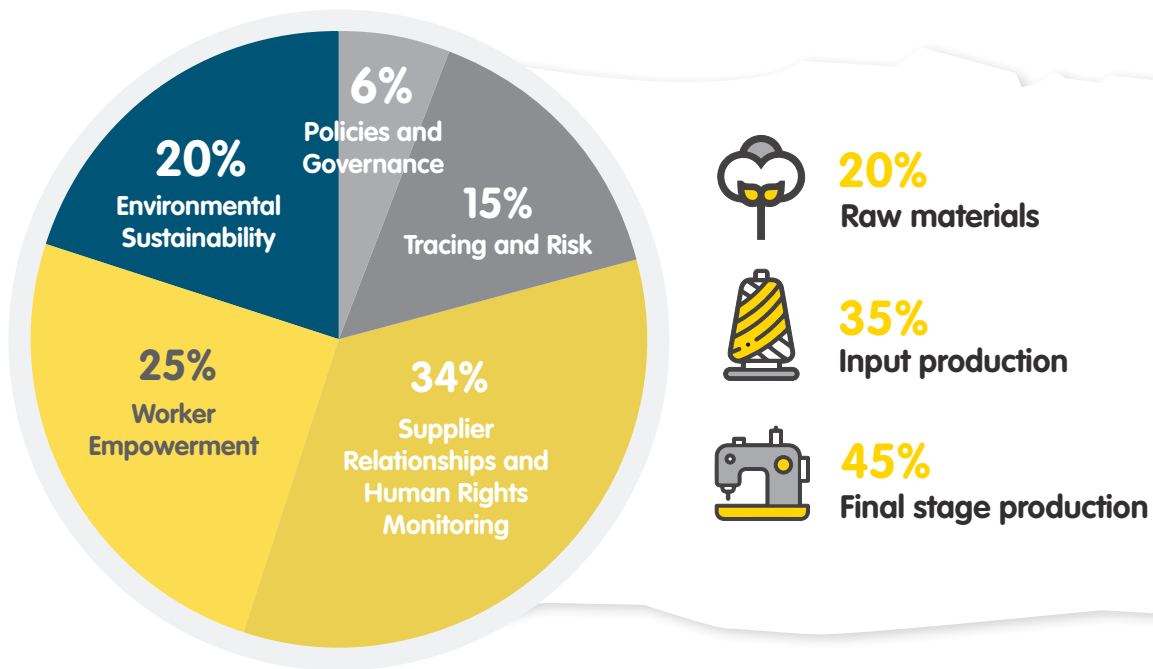 6%
Policies and
Governance
20%
Environmental
Sustainability
15%
Tracing and Risk
25%
Worker
Empowerment
34%
Supplier
Relationships and
Human Rights
Monitoring
20%
Raw materials
35%
Input production
45%
Final stage production